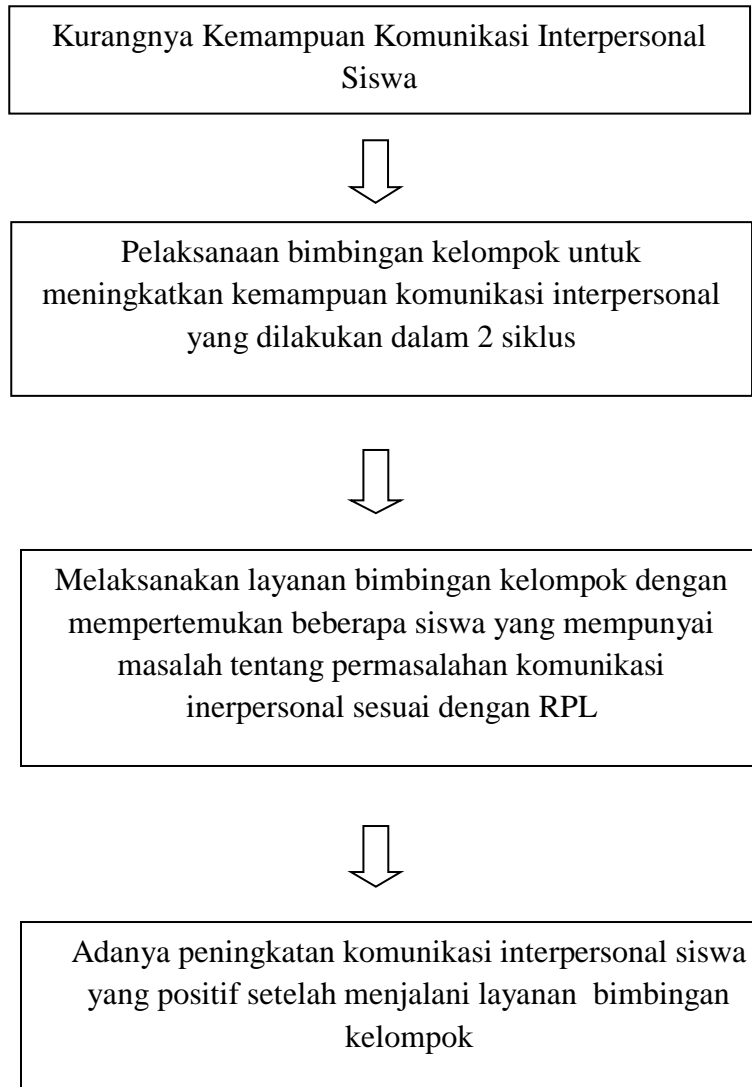 Kurangnya Kemampuan Komunikasi Interpersonal
Siswa
Pelaksanaan bimbingan kelompok untuk
meningkatkan kemampuan komunikasi interpersonal
yang dilakukan dalam 2 siklus
Melaksanakan layanan bimbingan kelompok dengan
mempertemukan beberapa siswa yang mempunyai
masalah tentang permasalahan komunikasi
inerpersonal sesuai dengan RPL
Adanya peningkatan komunikasi interpersonal siswa
yang positif setelah menjalani layanan bimbingan
kelompok